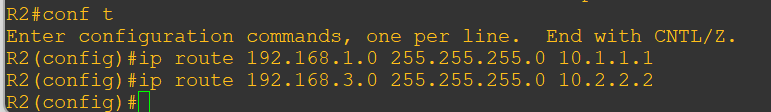 R2#conf t
Enter configuration commands, one per line.  End with CNTL/Z.
R2(config)#ip route 192.168.1.0 255.255.255.0 10.1.1.1
R2(config)#ip route 192.168.3.0 255.255.255.0 10.2.2.2
R2(config)#